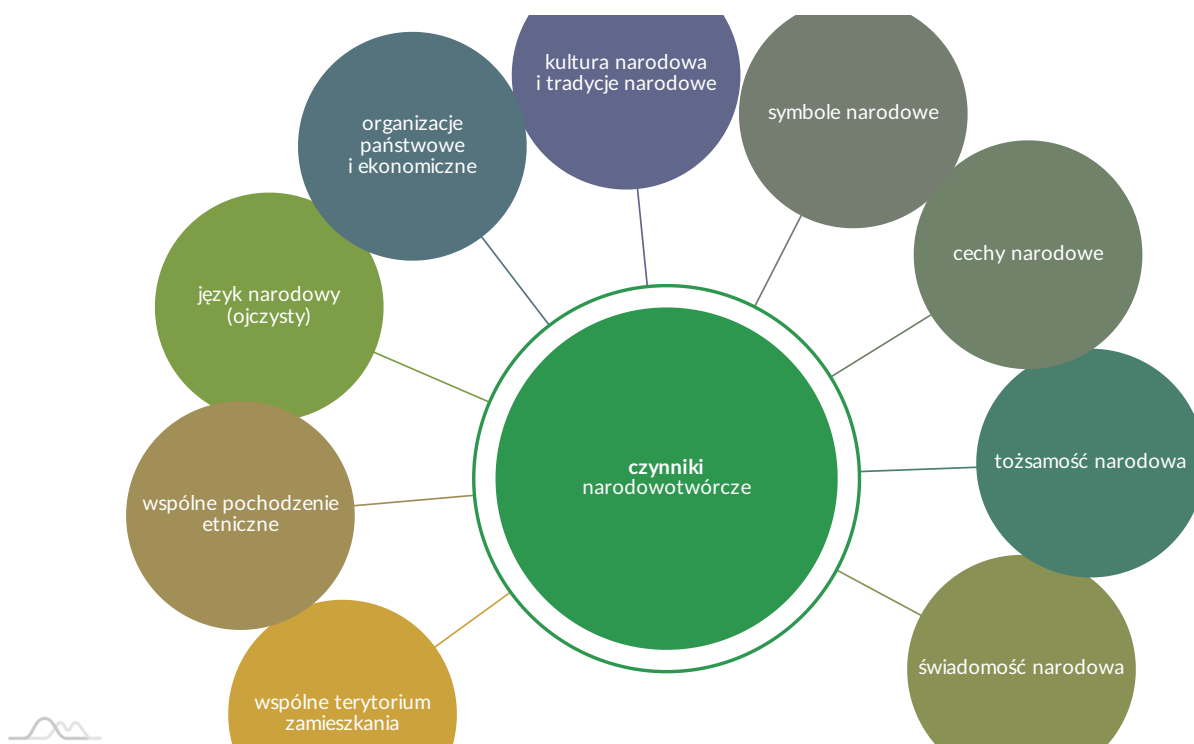 kultura narodowa
i tradycje narodowe
symbole narodowe
organizacje
państwowe
i ekonomiczne
cechy narodowe
język narodowy
(ojczysty)
tożsamość narodowa
czynniki
narodowotwórcze
wspólne pochodzenie
etniczne
świadomość narodowa
wspólne terytorium
zamieszkania